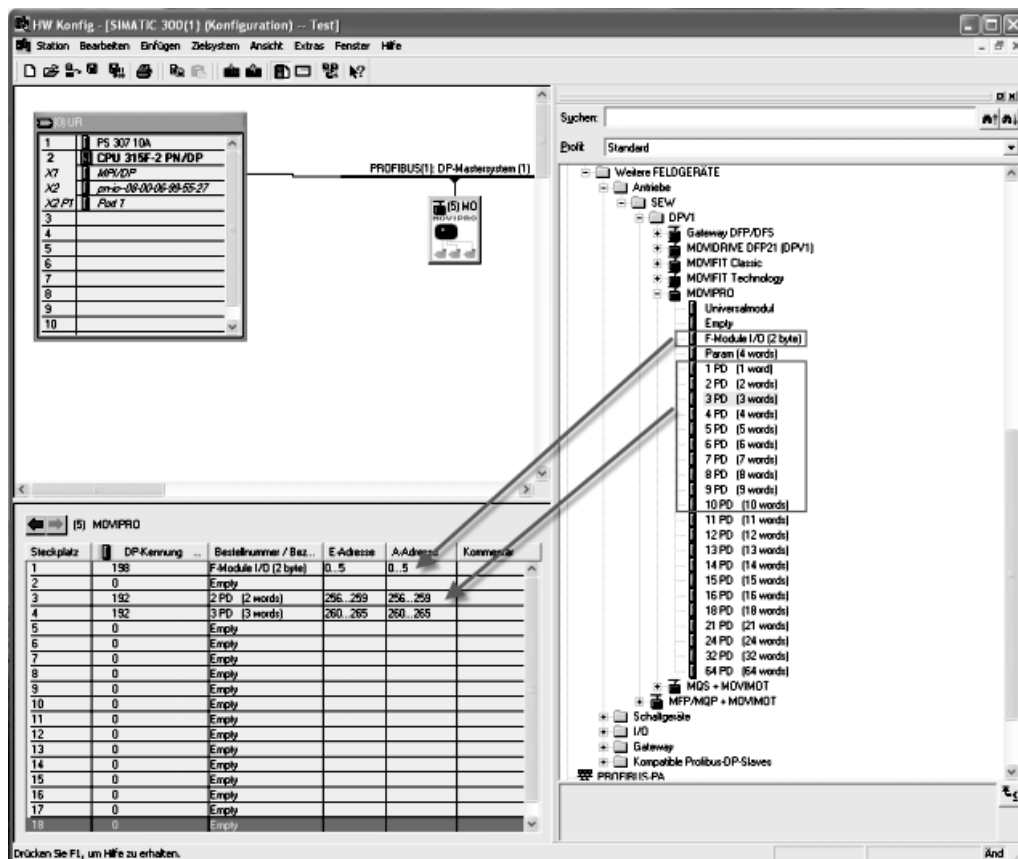 HW Konfig - [SIMATIC 300(1) (Konfiguration) -- Test]
Station Bearbeiten Einfügen Zielsystem Ansicht Extras Fenster Hilfe
(0) UR
1 PS 307 10A
2 CPU 315F-2 PN/DP
X1 MPI/DP
X2 pn-io-08-00-06-99-55-27
X2 P1 Port 1
3
4
5
6
7
8
9
10
PROFIBUS(1): DP-Mastersystem (1)
(5) MO
MOVIPRO
Suchen:
Profil: Standard
Weitere FELDGERÄTE
Antriebe
SEW
DPV1
Gateway DFP/DFS
MOVIDRIVE DFP21 (DPV1)
MOVIFIT Classic
MOVIFIT Technology
MOVIPRO
Universalmodul
Empty
F-Module I/O (2 byte)
Param (4 words)
1 PD (1 word)
2 PD (2 words)
3 PD (3 words)
4 PD (4 words)
5 PD (5 words)
6 PD (6 words)
7 PD (7 words)
8 PD (8 words)
9 PD (9 words)
10 PD (10 words)
11 PD (11 words)
12 PD (12 words)
13 PD (13 words)
14 PD (14 words)
15 PD (15 words)
16 PD (16 words)
18 PD (18 words)
21 PD (21 words)
24 PD (24 words)
32 PD (32 words)
64 PD (64 words)
MQS + MOVIMOT
MFP/MQP + MOVIMOT
Schaltgeräte
I/O
Gateway
Kompatible Profibus-DP-Slaves
PROFIBUS-PA
(5) MOVIPRO
Steckplatz DP-Kennung ... Bestellnummer / Bez... E-Adresse A-Adresse Kommentar
1 198 F-Module I/O (2 byte) 0...5 0...5
2 0 Empty
3 192 2 PD (2 words) 256...259 256...259
4 192 3 PD (3 words) 260...265 260...265
5 0 Empty
6 0 Empty
7 0 Empty
8 0 Empty
9 0 Empty
10 0 Empty
11 0 Empty
12 0 Empty
13 0 Empty
14 0 Empty
15 0 Empty
16 0 Empty
17 0 Empty
18 0 Empty
Drücken Sie F1, um Hilfe zu erhalten.
Änd